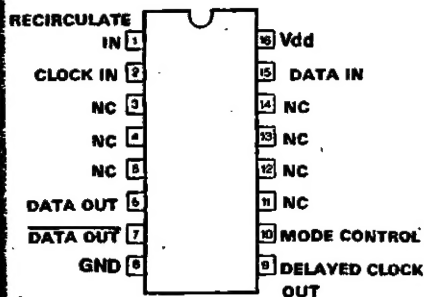 RECIRCULATE
IN 1
CLOCK IN 2
NC 3
NC 4
NC 5
DATA OUT 6
DATA OUT 7
GND 8
16 Vdd
15 DATA IN
14 NC
13 NC
12 NC
11 NC
10 MODE CONTROL
9 DELAYED CLOCK
OUT